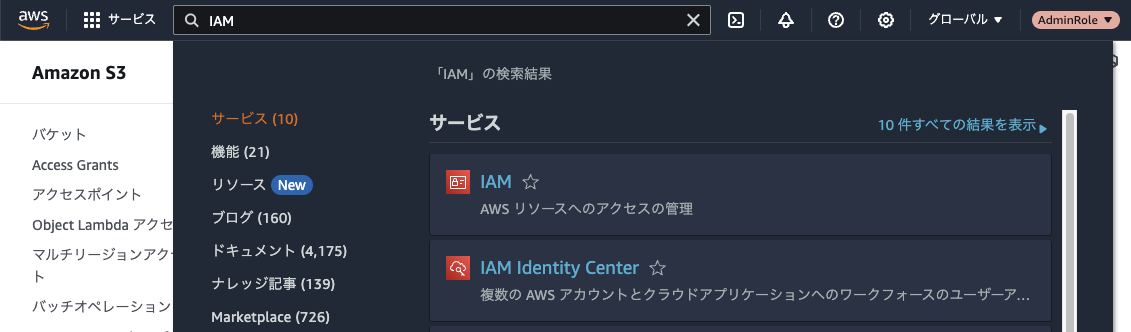 aws
サービス
IAM
グローバル ▼
AdminRole ▼
Amazon S3
バケット
Access Grants
アクセスポイント
Object Lambda アクセ
マルチリージョンアク
ト
バッチオペレーション
「IAM」の検索結果
サービス (10)
機能 (21)
リソース New
ブログ (160)
ドキュメント (4,175)
ナレッジ記事 (139)
Marketplace (726)
サービス
10 件すべての結果を表示 ▶
IAM
AWS リソースへのアクセスの管理
IAM Identity Center
複数の AWS アカウントとクラウドアプリケーションへのワークフォースのユーザーア...